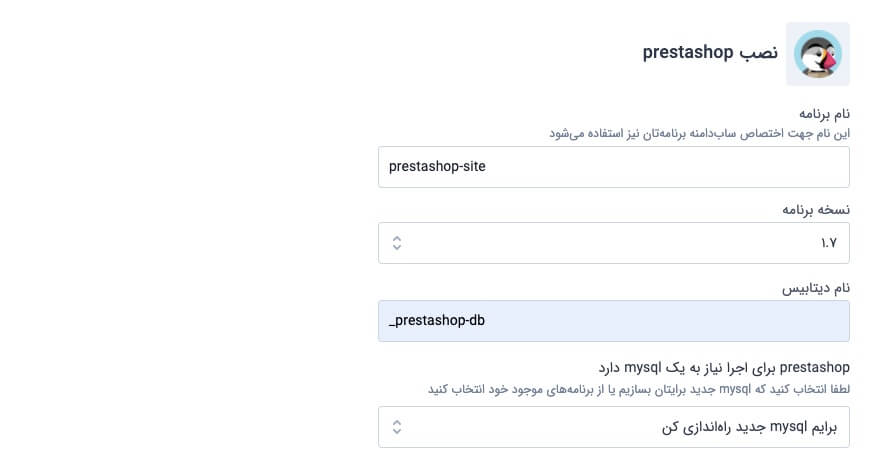 نصب prestashop
نام برنامه
این نام جهت اختصاص ساب‌دامنه برنامه‌تان نیز استفاده می‌شود
prestashop-site
نسخه برنامه
۱.۷
نام دیتابیس
_prestashop-db
prestashop برای اجرا نیاز به یک mysql دارد
لطفا انتخاب کنید که mysql جدید برایتان بسازیم یا از برنامه‌های موجود خود انتخاب کنید
برایم mysql جدید راه‌اندازی کن